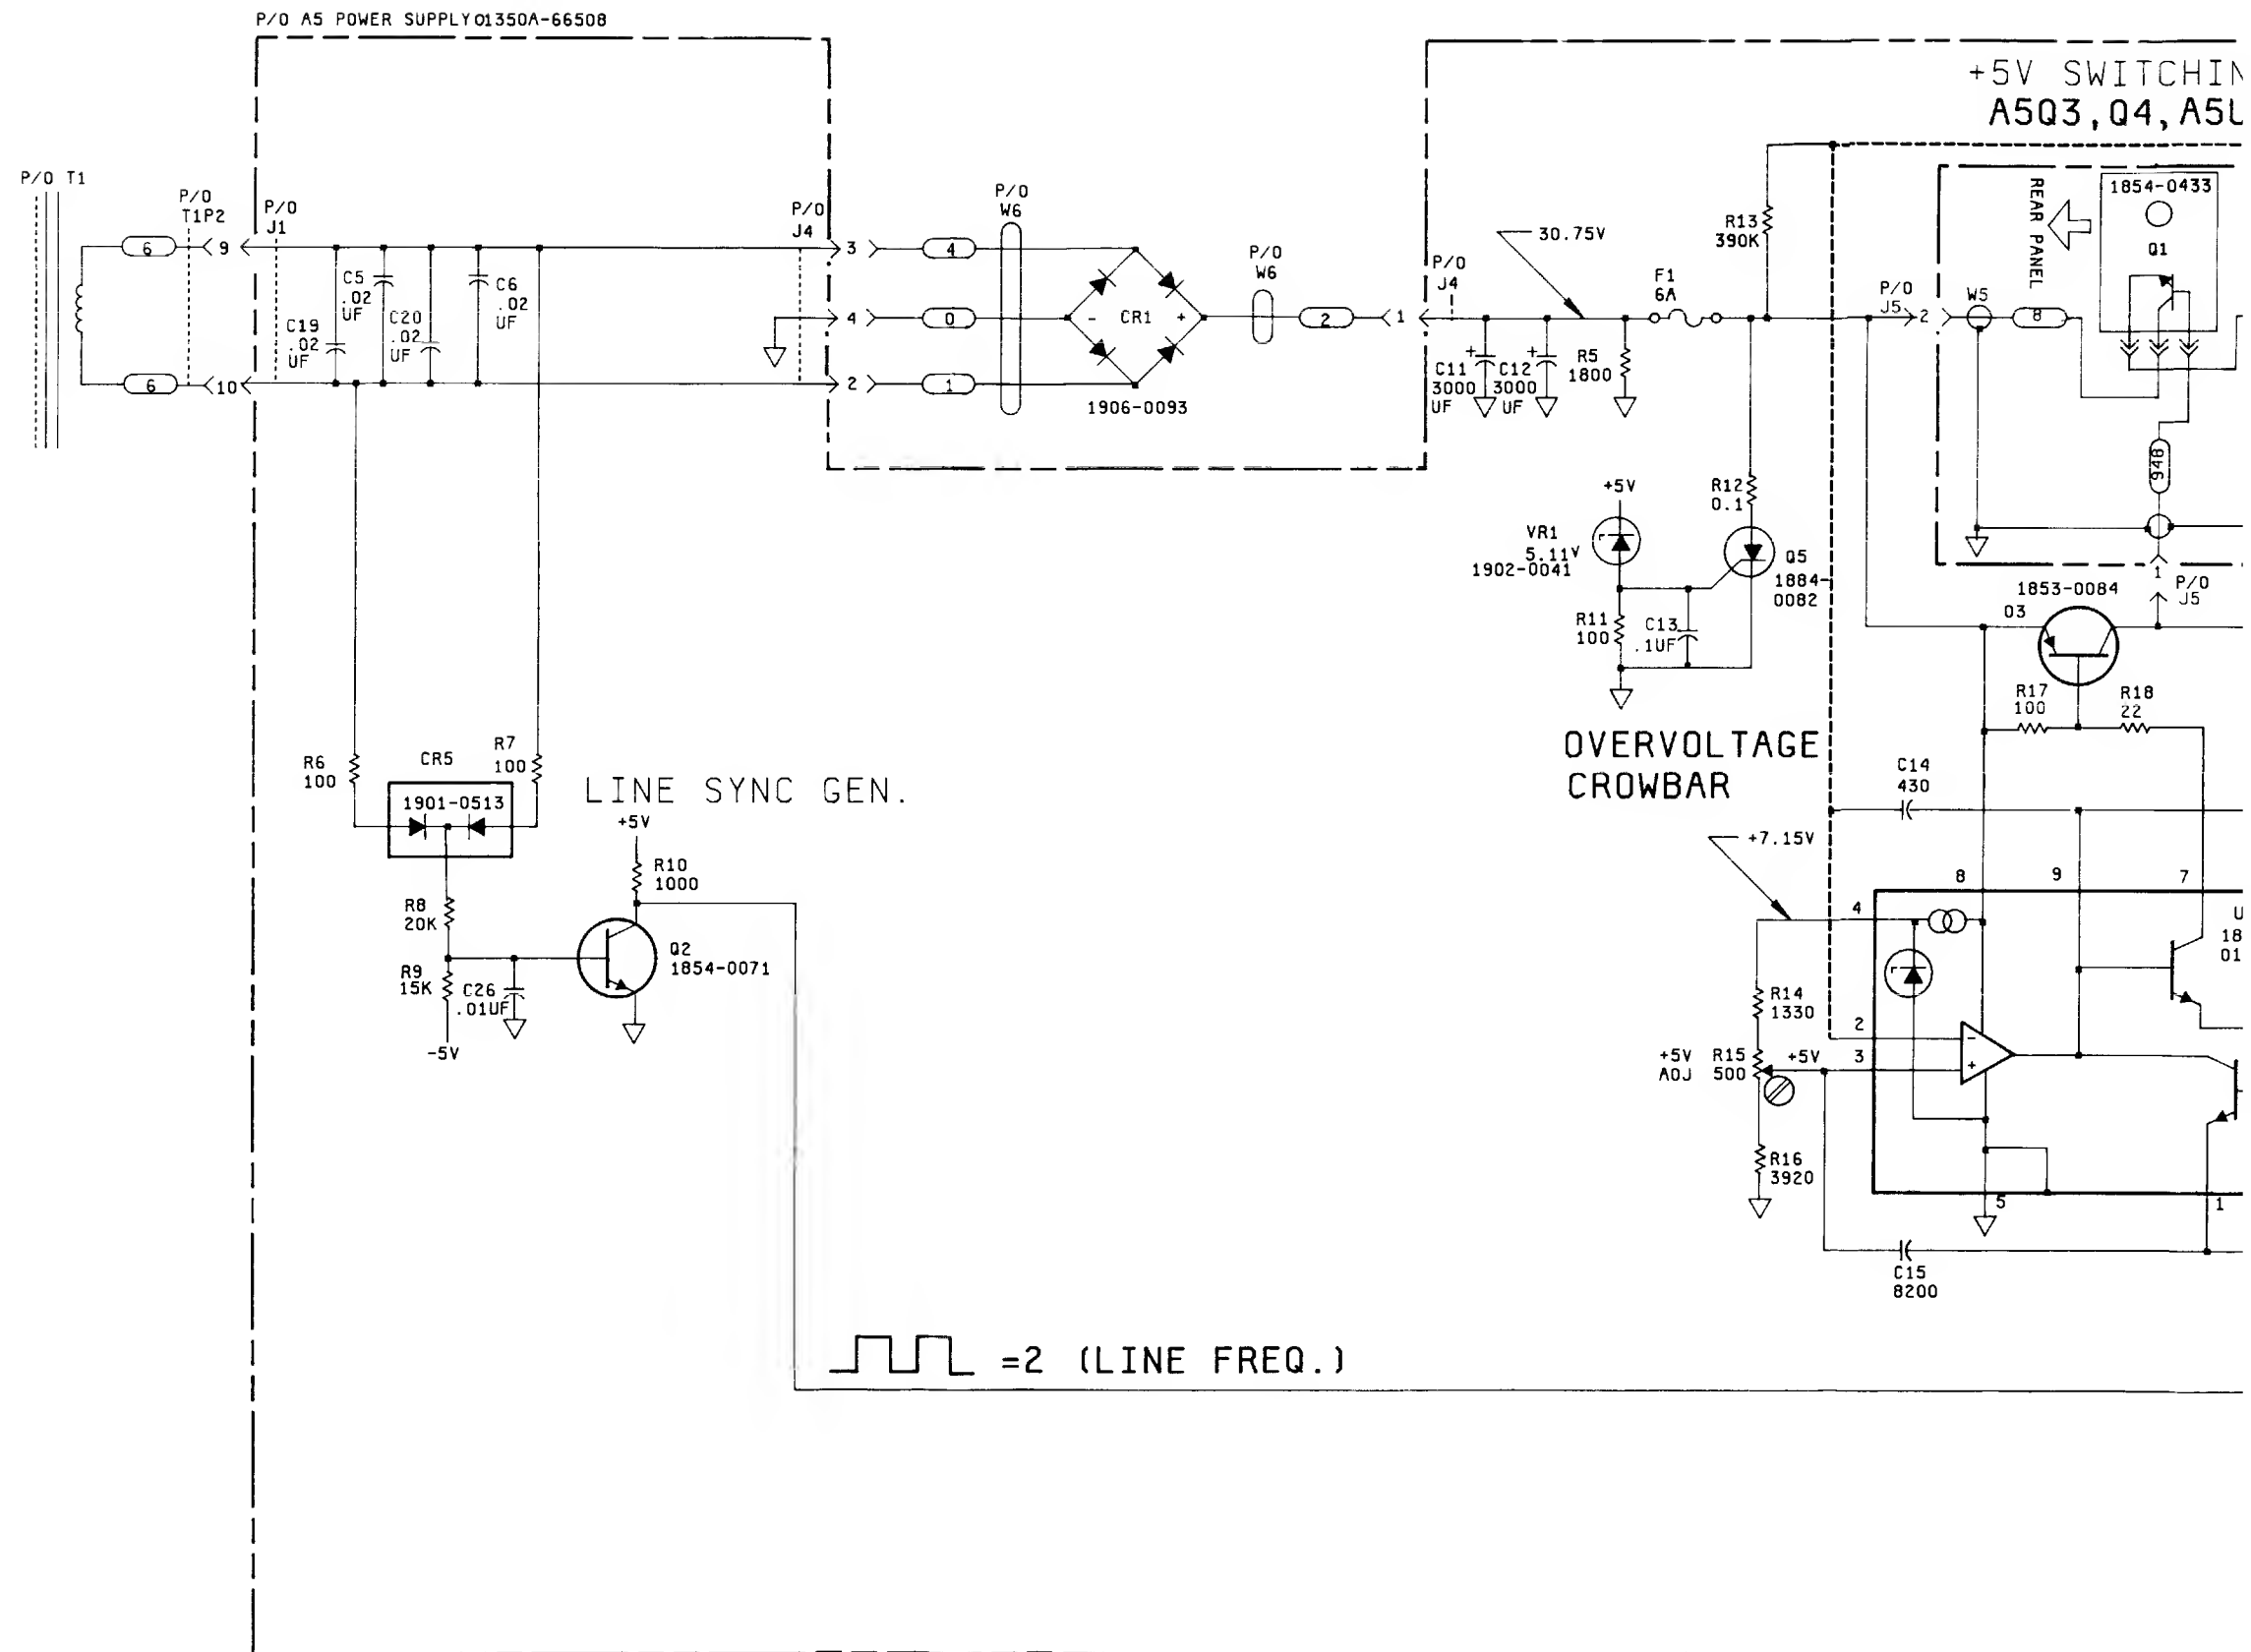 P/O A5 POWER SUPPLY 01350A-66508
+5V SWITCHIN
A5Q3,Q4,A5U
P/O T1
P/O
T1P2
P/O
J1
6
9
6
10
C5
.02
UF
C19
.02
UF
C20
.02
UF
C6
.02
UF
P/O
J4
3
4
2
4
0
1
P/O
W6
-
CR1
+
1906-0093
P/O
W6
2
1
P/O
J4
30.75V
+
C11
3000
UF
+
C12
3000
UF
R5
1800
F1
6A
R13
390K
P/O
J5
2
W5
8
REAR PANEL
1854-0433
Q1
948
1
P/O
J5
+5V
VR1
5.11V
1902-0041
R12
0.1
Q5
1884-
0082
R11
100
C13
.1UF
OVERVOLTAGE
CROWBAR
1853-0084
Q3
R17
100
R18
22
C14
430
R6
100
CR5
R7
100
1901-0513
LINE SYNC GEN.
+5V
R10
1000
R8
20K
R9
15K
C26
.01UF
-5V
Q2
1854-0071
+7.15V
8
9
7
4
U
18
01
R14
1330
2
3
-
+
+5V
ADJ
R15
500
+5V
R16
3920
5
1
C15
8200
=2 (LINE FREQ.)